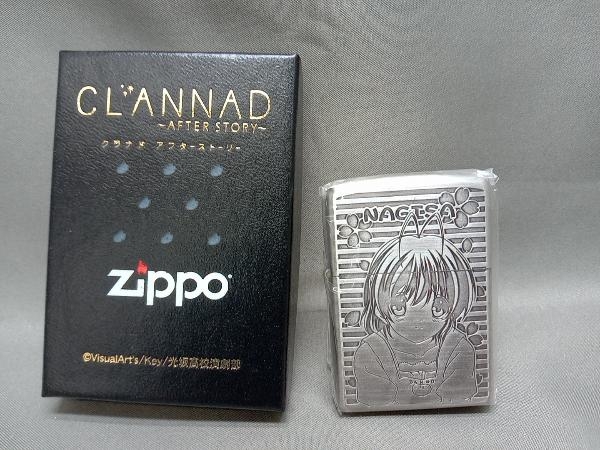 CLANNAD
~AFTER STORY~
クラナド アフターストーリー
zippo®
©VisualArt's/Key/光坂高校演劇部
NAGISA